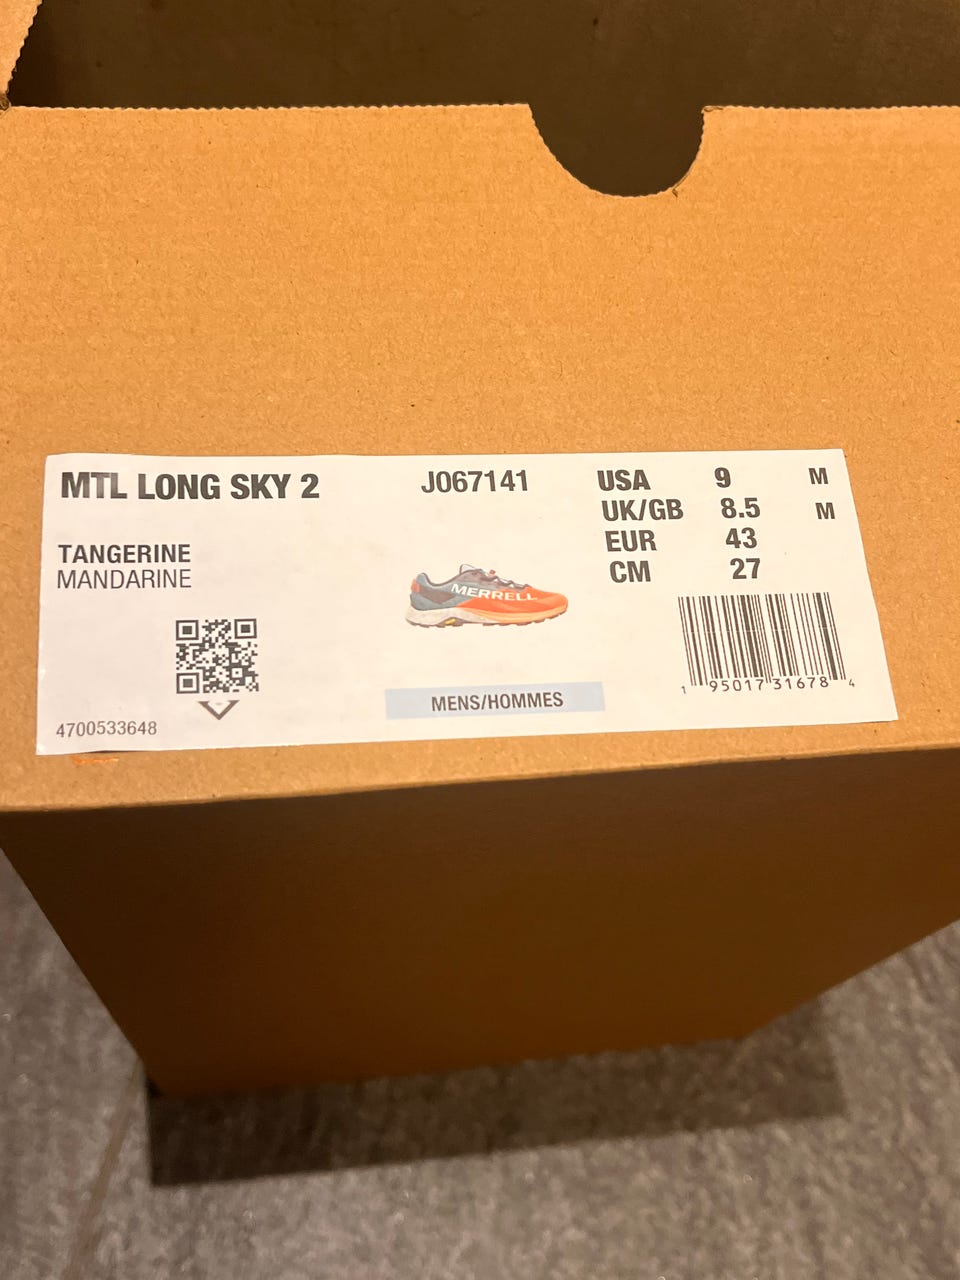 MTL LONG SKY 2
J067141
TANGERINE
MANDARINE
MERRELL
USA 9 M
UK/GB 8.5 M
EUR 43
CM 27
4700533648
MENS/HOMMES
1 95017 31678 4